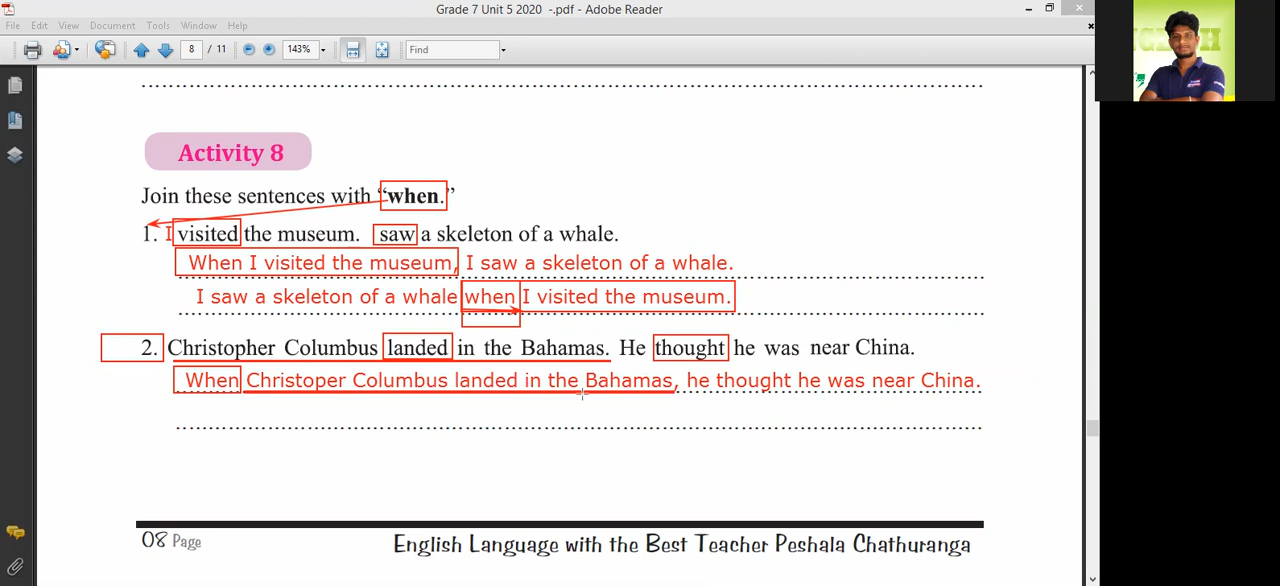 Grade 7 Unit 5 2020 -.pdf - Adobe Reader
File Edit View Document Tools Window Help
8 / 11 143% Find
Activity 8
Join these sentences with “when.”
1. I visited the museum. saw a skeleton of a whale.
When I visited the museum, I saw a skeleton of a whale.
I saw a skeleton of a whale when I visited the museum.
2. Christopher Columbus landed in the Bahamas. He thought he was near China.
When Christoper Columbus landed in the Bahamas, he thought he was near China.
08 Page
English Language with the Best Teacher Peshala Chathuranga